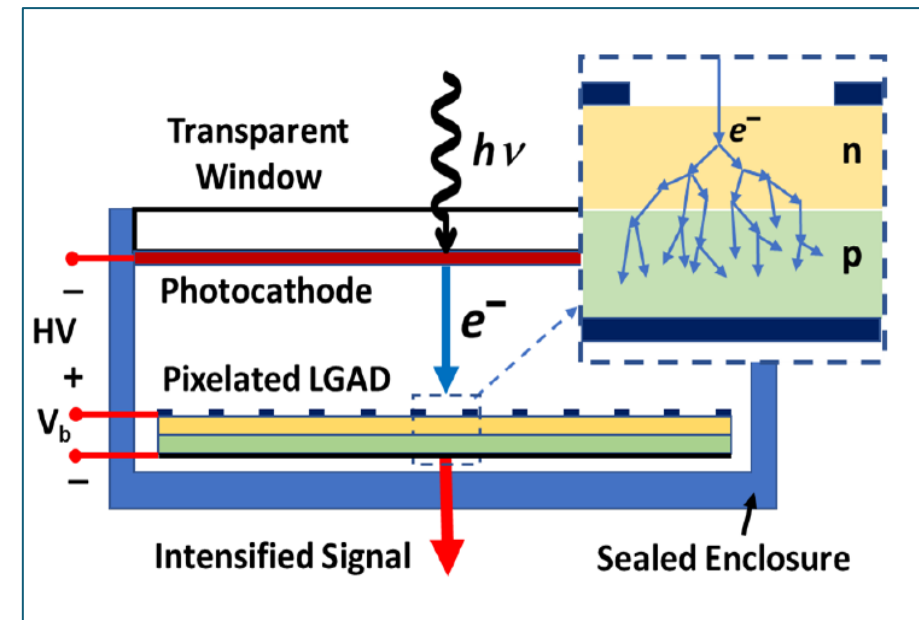 Transparent
Window
hν
e⁻
n
p
Photocathode
−
HV
+
e⁻
Pixelated LGAD
V_b
−
Intensified Signal
Sealed Enclosure